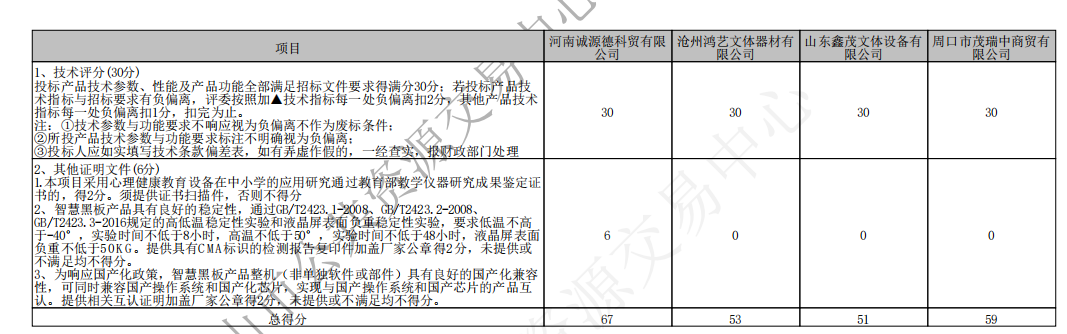 项目
河南诚源德科贸有限
公司
沧州鸿艺文体器材有
限公司
山东鑫茂文体设备有
限公司
周口市茂瑞中商贸有
限公司
1、技术评分(30分)
投标产品技术参数、性能及产品功能全部满足招标文件要求得满分30分；若投标产品技
术指标与招标要求有负偏离，评委按照加▲技术指标每一处负偏离扣2分，其他产品技术
指标每一处负偏离扣1分，扣完为止。
注：①技术参数与功能要求不响应视为负偏离不作为废标条件；
②所投产品技术参数与功能要求标注不明确视为负偏离；
③投标人应如实填写技术条款偏差表，如有弄虚作假的，一经查实，报财政部门处理
30
30
30
30
2、其他证明文件(6分)
1.本项目采用心理健康教育设备在中小学的应用研究通过教育部教学仪器研究成果鉴定证
书的，得2分。须提供证书扫描件，否则不得分
2、智慧黑板产品具有良好的稳定性，通过GB/T2423.1-2008、GB/T2423.2-2008、
GB/T2423.3-2016规定的高低温稳定性实验和液晶屏表面负重稳定性实验，要求低温不高
于-40°，实验时间不低于8小时，高温不低于50°，实验时间不低于48小时，液晶屏表面
负重不低于50KG。提供具有CMA标识的检测报告复印件加盖厂家公章得2分，未提供或
不满足均不得分。
3、为响应国产化政策，智慧黑板产品整机（非单独软件或部件）具有良好的国产化兼容
性，可同时兼容国产操作系统和国产化芯片，实现与国产操作系统和国产芯片的产品互
认。提供相关互认证明加盖厂家公章得2分，未提供或不满足均不得分。
6
0
0
0
总得分
67
53
51
59
市公共资源交易中心
资源交易中心